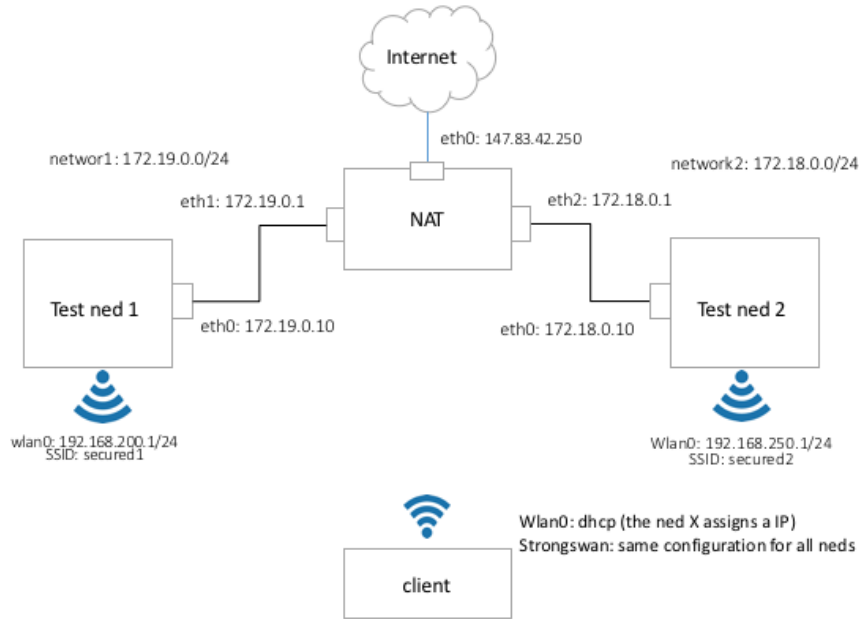 Internet
eth0: 147.83.42.250
networ1: 172.19.0.0/24
network2: 172.18.0.0/24
eth1: 172.19.0.1
NAT
eth2: 172.18.0.1
Test ned 1
Test ned 2
eth0: 172.19.0.10
eth0: 172.18.0.10
wlan0: 192.168.200.1/24
SSID: secured1
Wlan0: 192.168.250.1/24
SSID: secured2
Wlan0: dhcp (the ned X assigns a IP)
Strongswan: same configuration for all neds
client